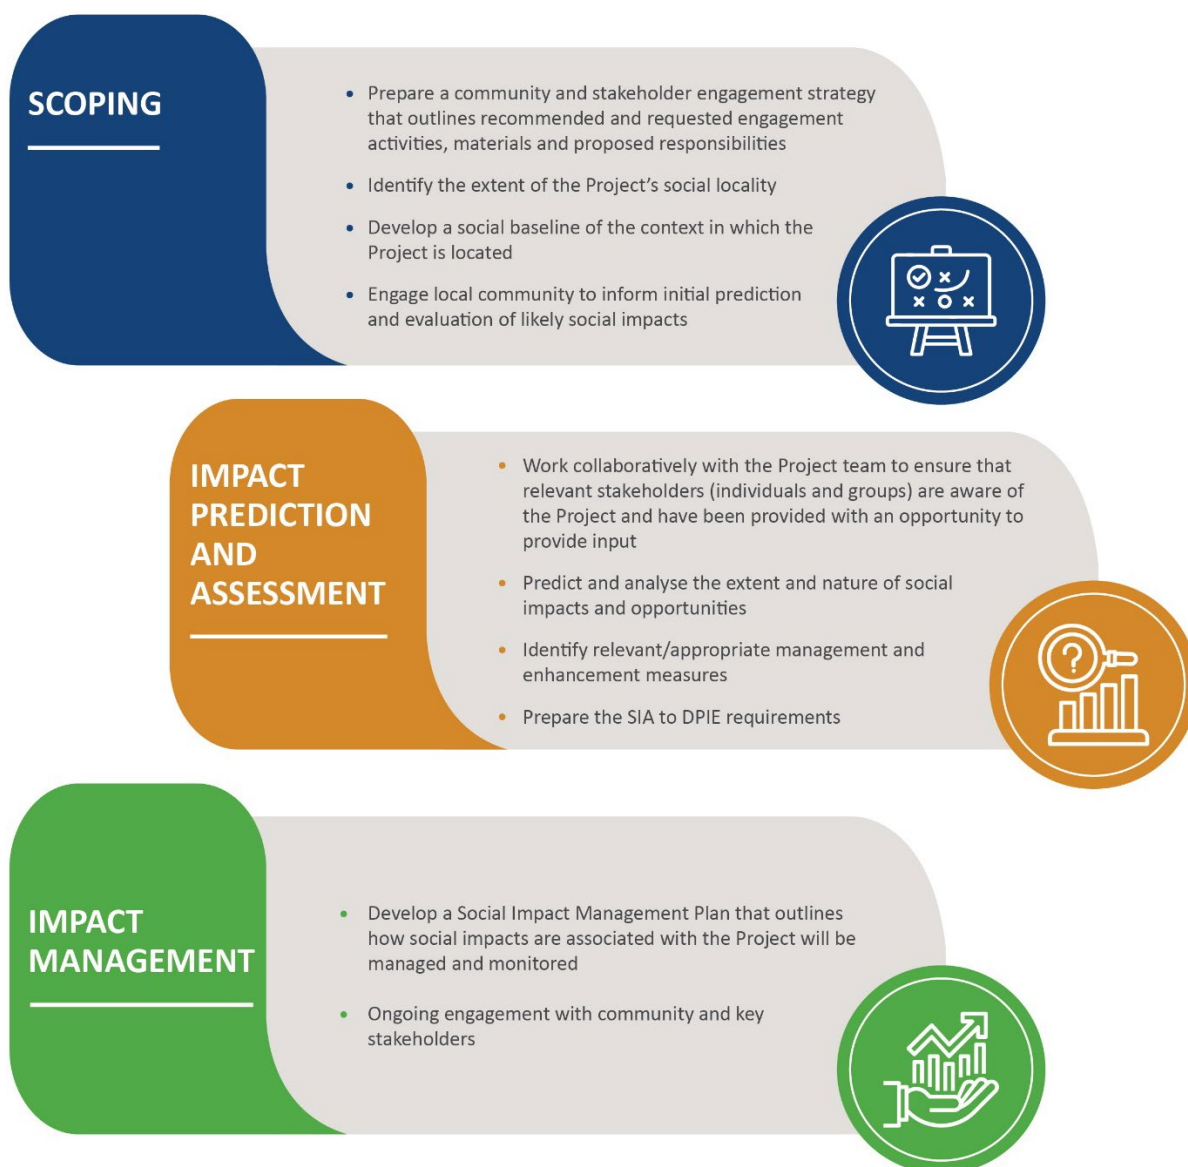 SCOPING
• Prepare a community and stakeholder engagement strategy
that outlines recommended and requested engagement
activities, materials and proposed responsibilities
• Identify the extent of the Project's social locality
• Develop a social baseline of the context in which the
Project is located
• Engage local community to inform initial prediction
and evaluation of likely social impacts
IMPACT
PREDICTION
AND
ASSESSMENT
• Work collaboratively with the Project team to ensure that
relevant stakeholders (individuals and groups) are aware of
the Project and have been provided with an opportunity to
provide input
• Predict and analyse the extent and nature of social
impacts and opportunities
• Identify relevant/appropriate management and
enhancement measures
• Prepare the SIA to DPIE requirements
IMPACT
MANAGEMENT
• Develop a Social Impact Management Plan that outlines
how social impacts are associated with the Project will be
managed and monitored
• Ongoing engagement with community and key
stakeholders